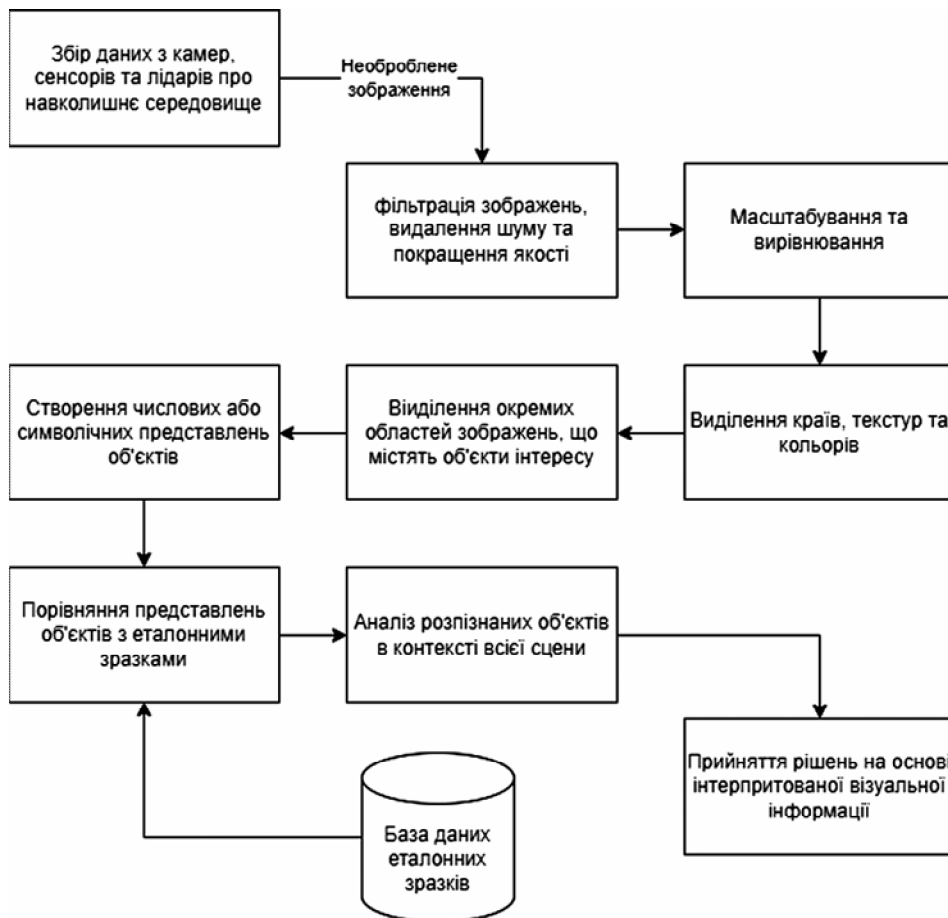 Збір даних з камер,
сенсорів та лідарів про
навколишнє середовище
Необроблене
зображення
фільтрація зображень,
видалення шуму та
покращення якості
Масштабування та
вирівнювання
Виділення країв, текстур та
кольорів
Віиділення окремих
областей зображень, що
містять об'єкти інтересу
Створення числових або
символічних представлень
об'єктів
Порівняння представлень
об'єктів з еталонними
зразками
Аналіз розпізнаних об'єктів
в контексті всієї сцени
Прийняття рішень на основі
інтерпритованої візуальної
інформації
База даних
еталонних
зразків